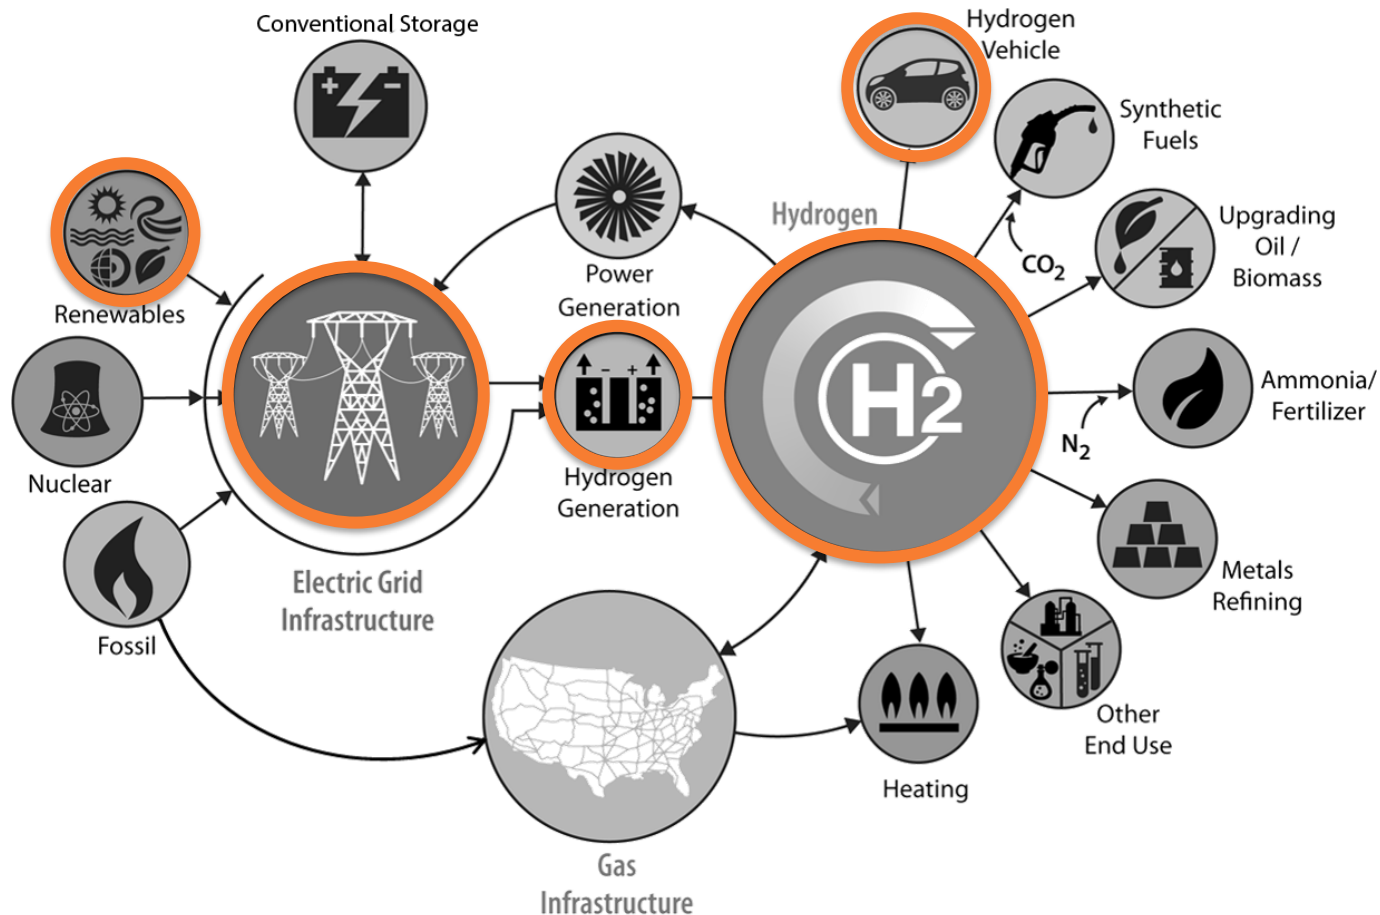 Conventional Storage
Hydrogen
Vehicle
Synthetic
Fuels
Renewables
Power
Generation
Hydrogen
Upgrading
Oil /
Biomass
CO2
H2
Nuclear
Hydrogen
Generation
Ammonia/
Fertilizer
N2
Fossil
Electric Grid
Infrastructure
Metals
Refining
Other
End Use
Heating
Gas
Infrastructure